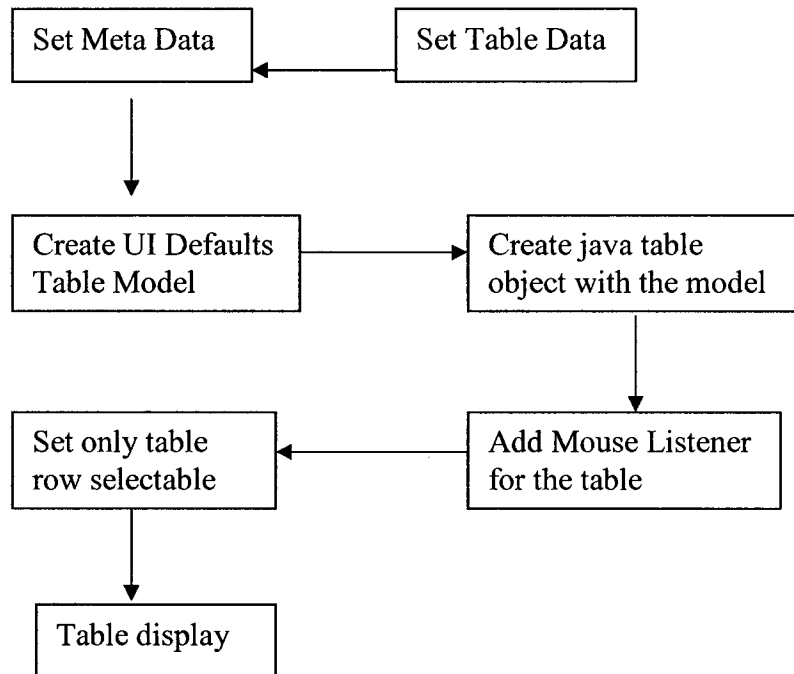 Set Meta Data
Set Table Data
Create UI Defaults
Table Model
Create java table
object with the model
Set only table
row selectable
Add Mouse Listener
for the table
Table display